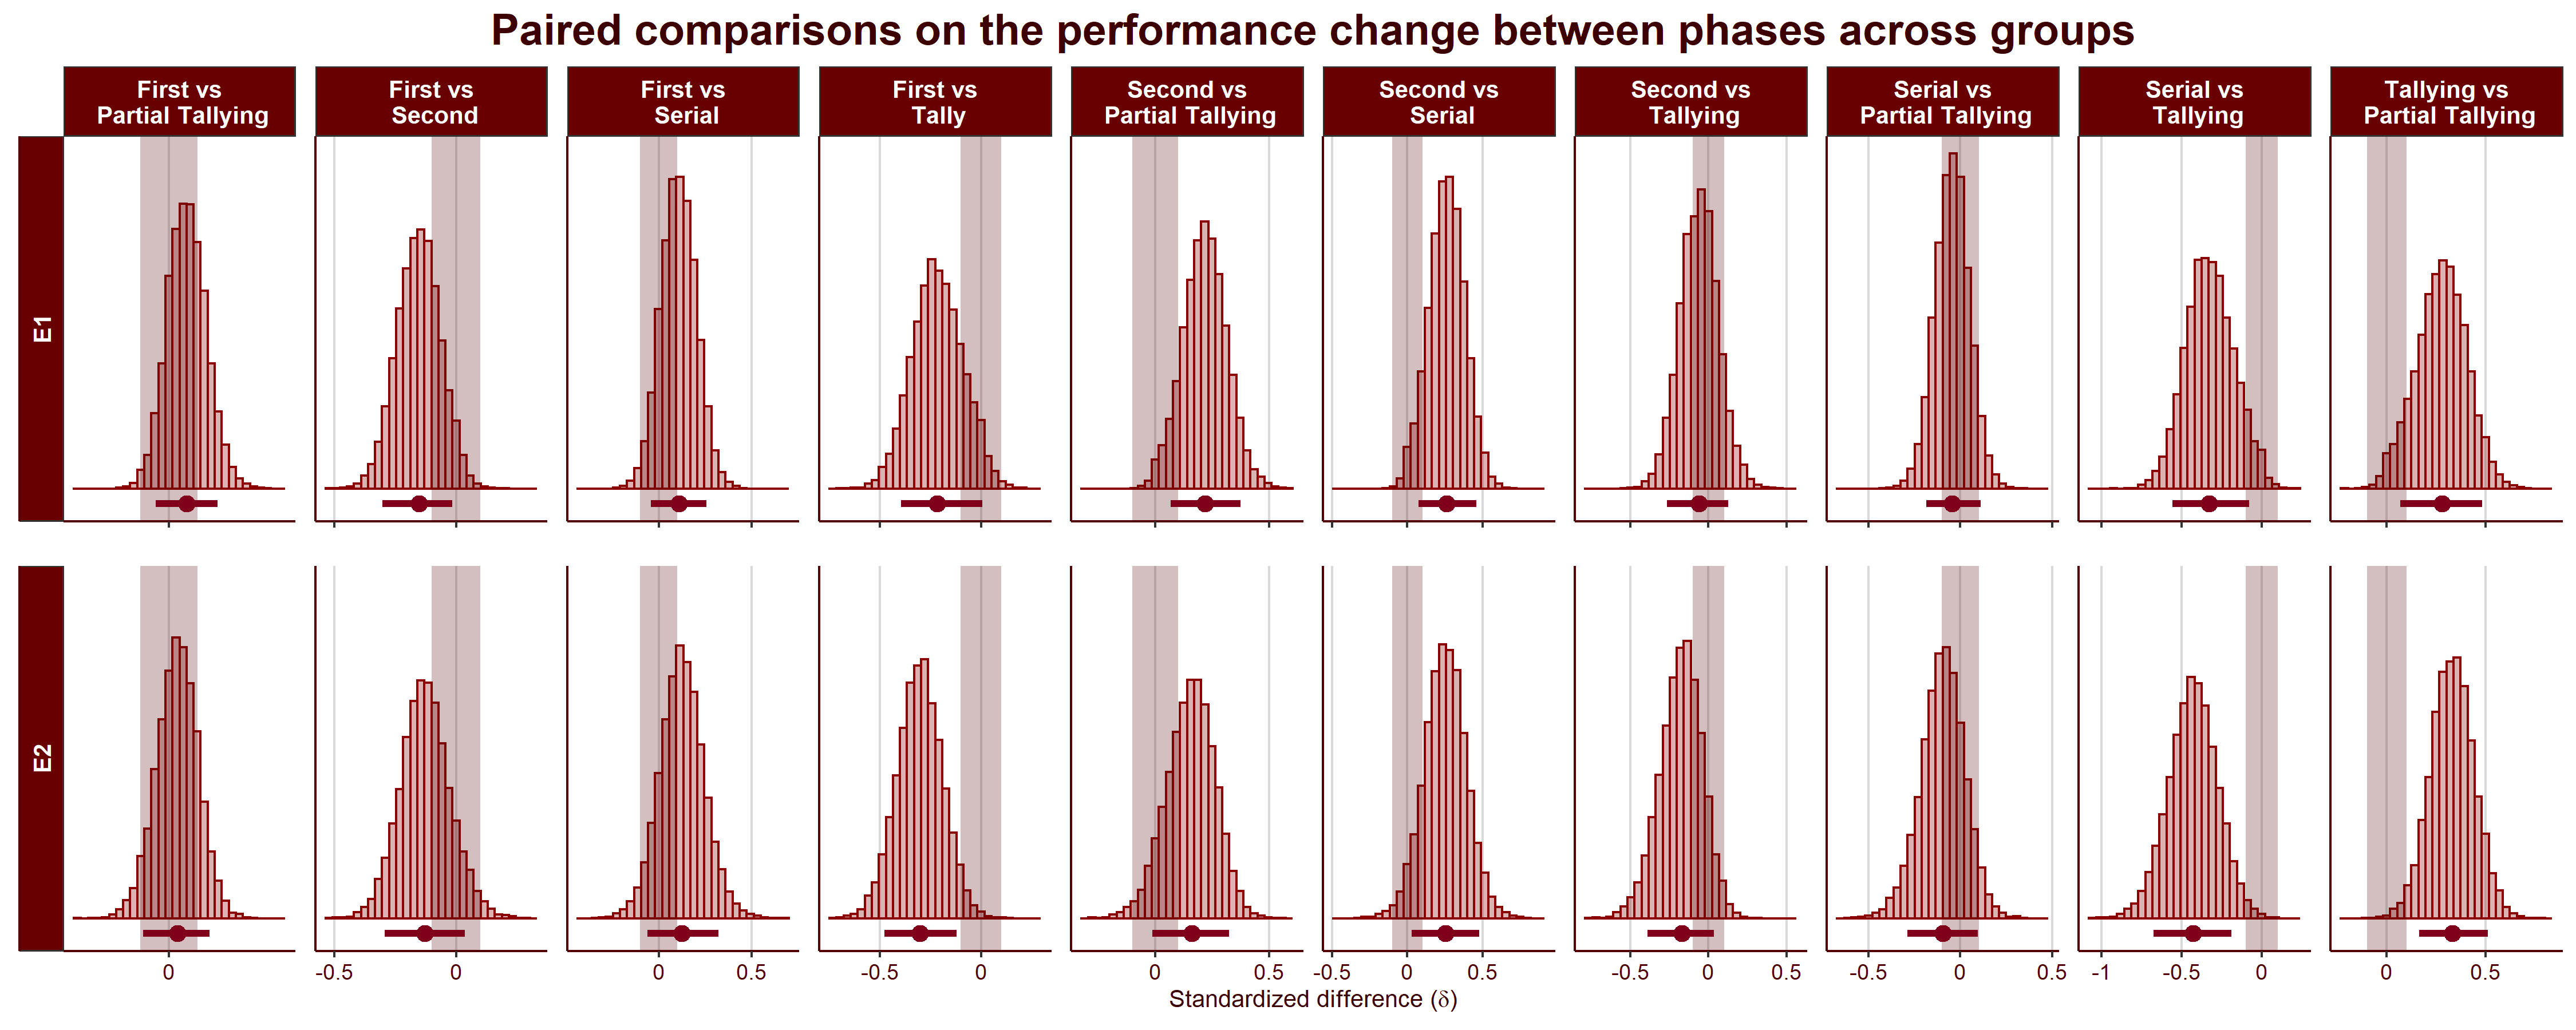 Paired comparisons on the performance change between phases across groups
First vs
Partial Tallying
First vs
Second
First vs
Serial
First vs
Tally
Second vs
Partial Tallying
Second vs
Serial
Second vs
Tallying
Serial vs
Partial Tallying
Serial vs
Tallying
Tallying vs
Partial Tallying
E1
E2
0
-0.5 0
0 0.5
-0.5 0
0 0.5
-0.5 0 0.5
-0.5 0 0.5
-0.5 0 0.5
-1 -0.5 0
0 0.5
Standardized difference (δ)